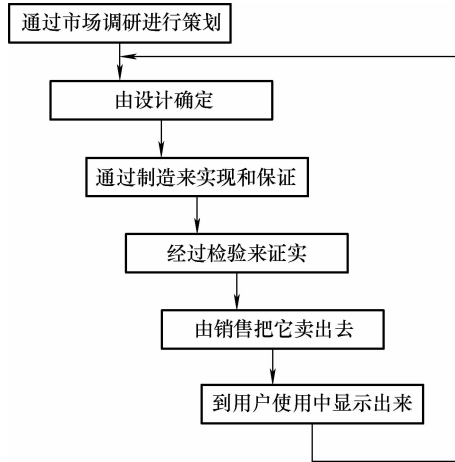 通过市场调研进行策划
由设计确定
通过制造来实现和保证
经过检验来证实
由销售把它卖出去
到用户使用中显示出来